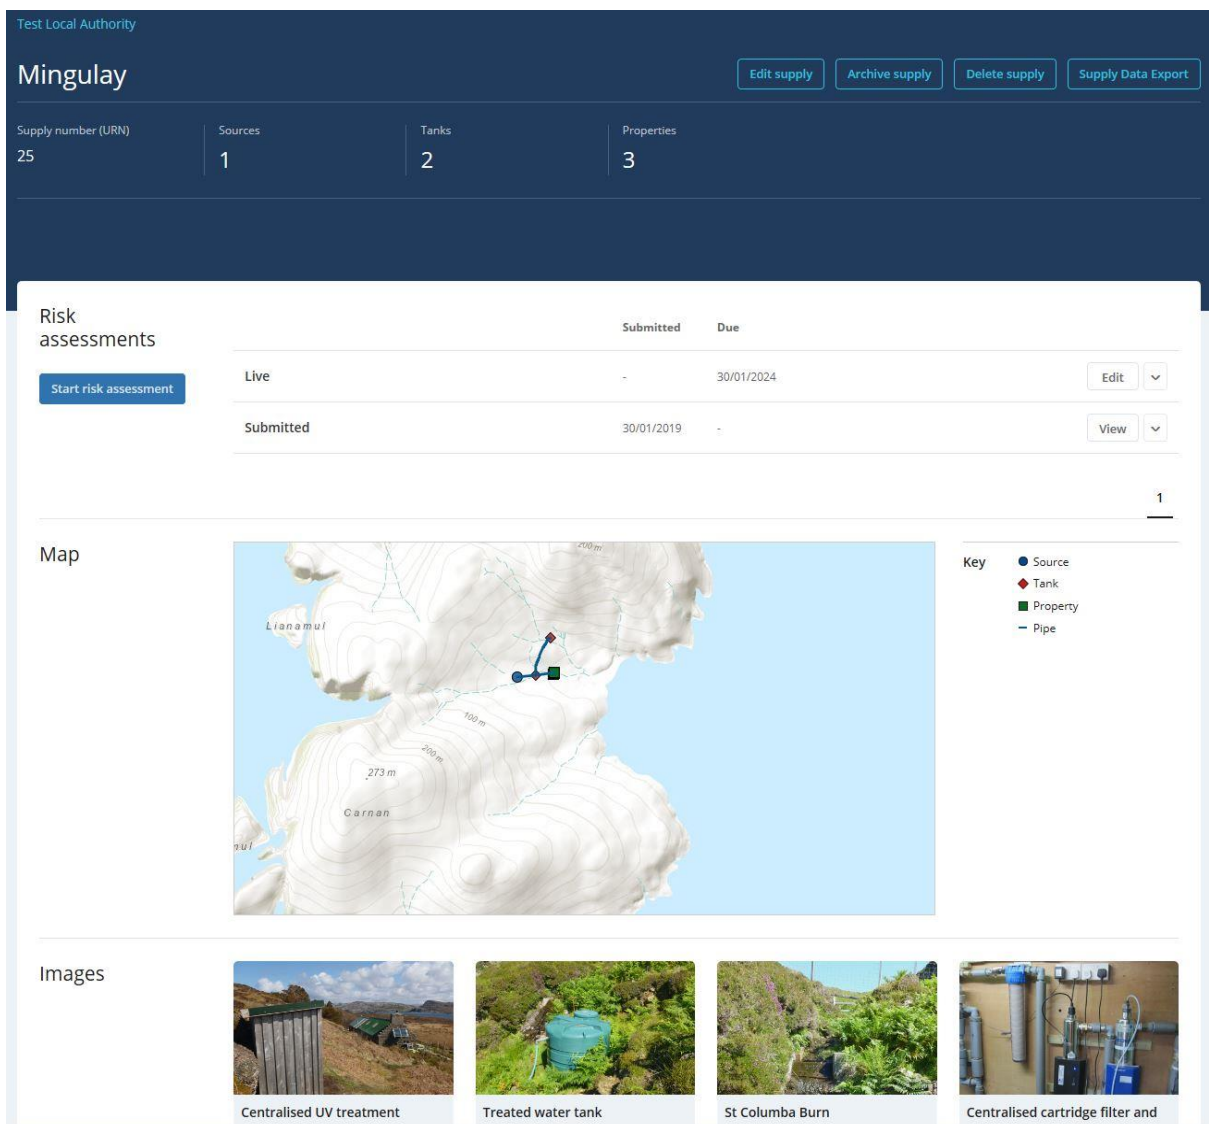 Test Local Authority
Mingulay
Edit supply
Archive supply
Delete supply
Supply Data Export
Supply number (URN)
Sources
Tanks
Properties
25
1
2
3
Risk
assessments
Submitted
Due
Start risk assessment
Live
-
30/01/2024
Edit
Submitted
30/01/2019
-
View
1
Map
200 m
Lianamul
100 m
200 m
273 m
Carnan
nul
Key
Source
Tank
Property
Pipe
Images
Centralised UV treatment
Treated water tank
St Columba Burn
Centralised cartridge filter and